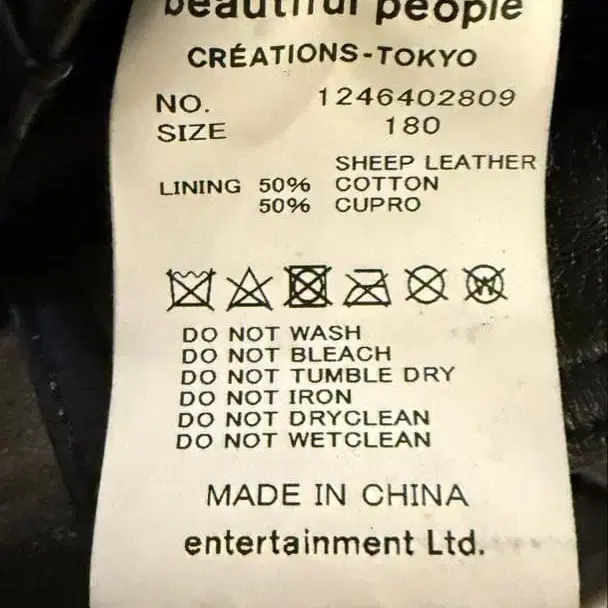 beautiful people
CRÉATIONS-TOKYO
NO. 1246402809
SIZE 180
SHEEP LEATHER
LINING 50% COTTON
50% CUPRO
W
DO NOT WASH
DO NOT BLEACH
DO NOT TUMBLE DRY
DO NOT IRON
DO NOT DRYCLEAN
DO NOT WETCLEAN
MADE IN CHINA
entertainment Ltd.